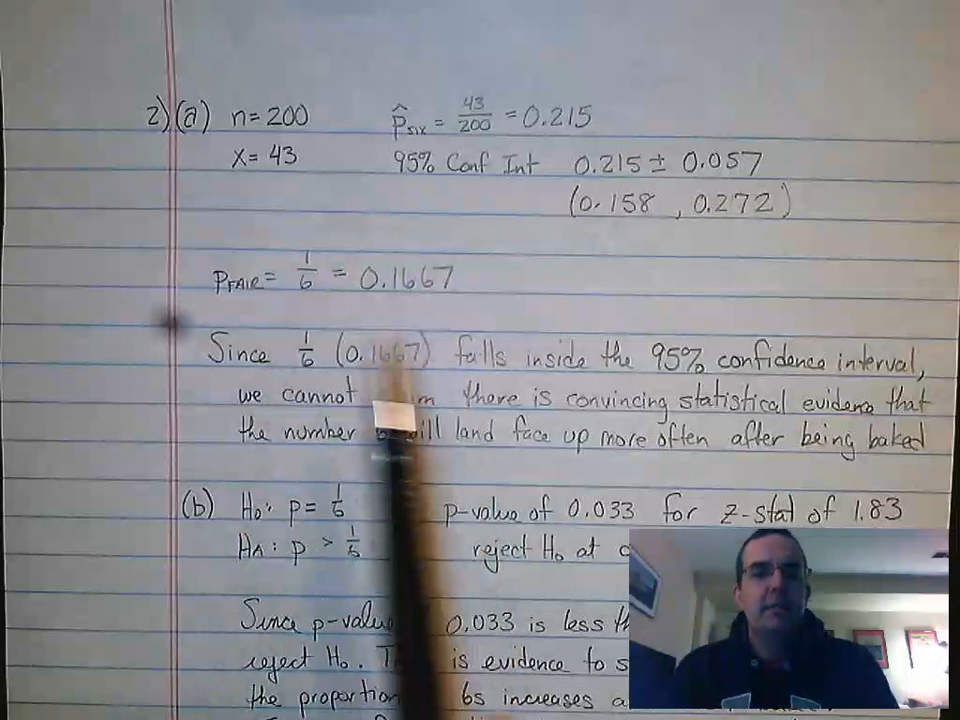 2) (a) n = 200 p̂six = 43/200 = 0.215
x = 43 95% Conf Int 0.215 ± 0.057
(0.158 , 0.272)
PFAIR = 1/6 = 0.1667
Since 1/6 (0.1667) falls inside the 95% confidence interval,
we cannot there is convincing statistical evidence that
the number will land face up more often after being baked
(b) H0: p = 1/6 p-value of 0.033 for z-stat of 1.83
HA: p > 1/6 reject H0 at
Since p-value 0.033 is less
reject H0. is evidence to
the proportion 6s increases